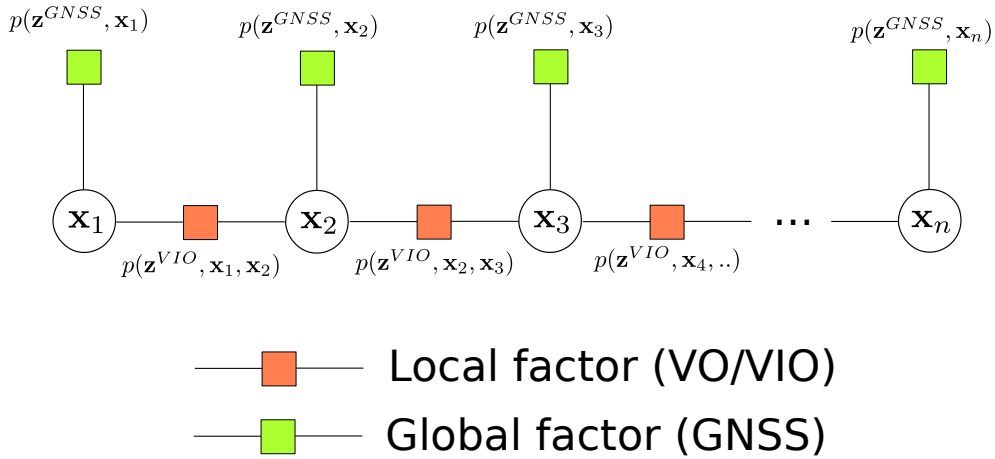 p(z^{GNSS}, x_1) p(z^{GNSS}, x_2) p(z^{GNSS}, x_3) p(z^{GNSS}, x_n)
x_1 x_2 x_3 ... x_n
p(z^{VIO}, x_1, x_2) p(z^{VIO}, x_2, x_3) p(z^{VIO}, x_4, ..)
Local factor (VO/VIO)
Global factor (GNSS)